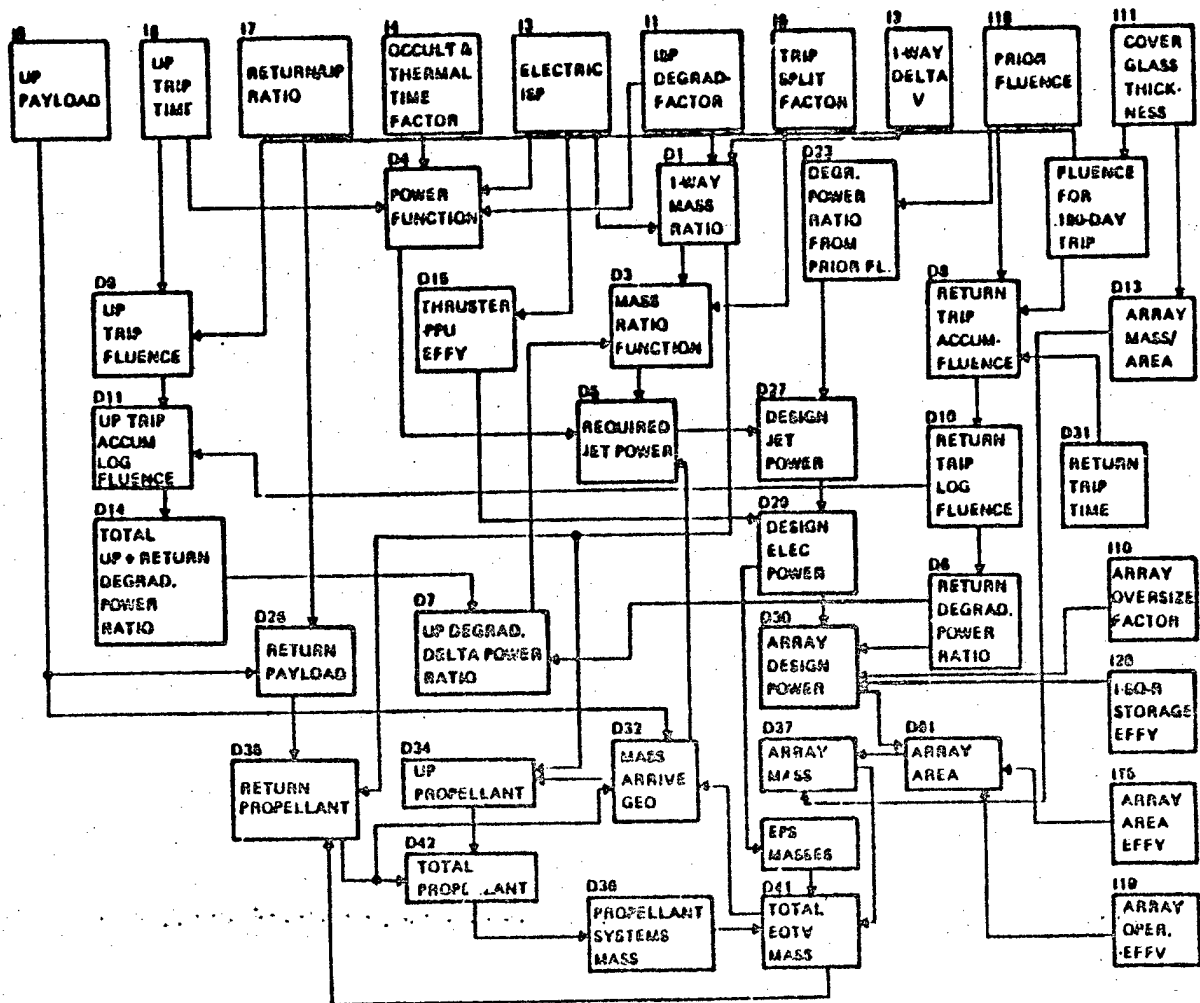 UP
PAYLOAD
I6
UP
TRIP
TIME
I7
RETURN/UP
RATIO
I4
OCCULT &
THERMAL
TIME
FACTOR
ELECTRIC
ISP
I1
ISP
DEGRAD-
FACTOR
TRIP
SPLIT
FACTOR
I3
1-WAY
DELTA
V
PRIOR
FLUENCE
I11
COVER
GLASS
THICK-
NESS
D4
POWER
FUNCTION
D1
1-WAY
MASS
RATIO
DEGR.
POWER
RATIO
FROM
PRIOR FL.
FLUENCE
FOR
180-DAY
TRIP
UP
TRIP
FLUENCE
THRUSTER
-PPU
EFFY
D3
MASS
RATIO
FUNCTION
RETURN
TRIP
ACCUM-
FLUENCE
D13
ARRAY
MASS/
AREA
D11
UP TRIP
ACCUM
LOG
FLUENCE
REQUIRED
JET POWER
D27
DESIGN
JET
POWER
D10
RETURN
TRIP
LOG
FLUENCE
D31
RETURN
TRIP
TIME
D14
TOTAL
UP + RETURN
DEGRAD.
POWER
RATIO
D7
UP DEGRAD.
DELTA POWER
RATIO
DESIGN
ELEC
POWER
D6
RETURN
DEGRAD.
POWER
RATIO
ARRAY
OVERSIZE
FACTOR
RETURN
PAYLOAD
D30
ARRAY
DESIGN
POWER
STORAGE
EFFY
RETURN
PROPELLANT
D34
UP
PROPELLANT
D32
MASS
ARRIVE
GEO
D37
ARRAY
MASS
ARRAY
AREA
ARRAY
AREA
EFFY
D42
TOTAL
EPS
MASSES
PROPELLANT
SYSTEMS
MASS
D41
TOTAL
EOTV
MASS
ARRAY
OPER.